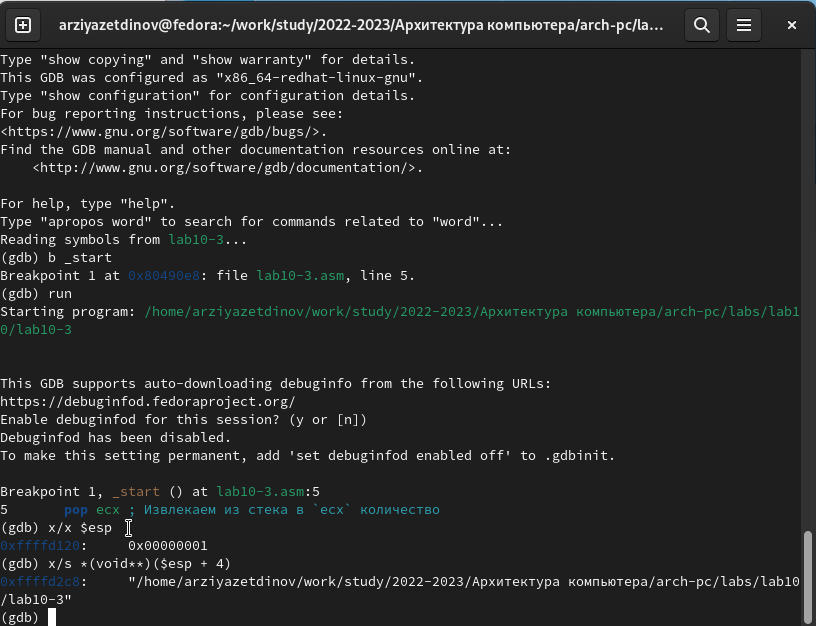 arziyazetdinov@fedora:~/work/study/2022-2023/Архитектура компьютера/arch-pc/la...
Type "show copying" and "show warranty" for details.
This GDB was configured as "x86_64-redhat-linux-gnu".
Type "show configuration" for configuration details.
For bug reporting instructions, please see:
<https://www.gnu.org/software/gdb/bugs/>.
Find the GDB manual and other documentation resources online at:
    <http://www.gnu.org/software/gdb/documentation/>.
For help, type "help".
Type "apropos word" to search for commands related to "word"...
Reading symbols from lab10-3...
(gdb) b _start
Breakpoint 1 at 0x80490e8: file lab10-3.asm, line 5.
(gdb) run
Starting program: /home/arziyazetdinov/work/study/2022-2023/Архитектура компьютера/arch-pc/labs/lab1
0/lab10-3
This GDB supports auto-downloading debuginfo from the following URLs:
https://debuginfod.fedoraproject.org/
Enable debuginfod for this session? (y or [n])
Debuginfod has been disabled.
To make this setting permanent, add 'set debuginfod enabled off' to .gdbinit.
Breakpoint 1, _start () at lab10-3.asm:5
5       pop ecx ; Извлекаем из стека в `ecx` количество
(gdb) x/x $esp
0xffffd120:     0x00000001
(gdb) x/s *(void**)($esp + 4)
0xffffd2c8:     "/home/arziyazetdinov/work/study/2022-2023/Архитектура компьютера/arch-pc/labs/lab10
/lab10-3"
(gdb)